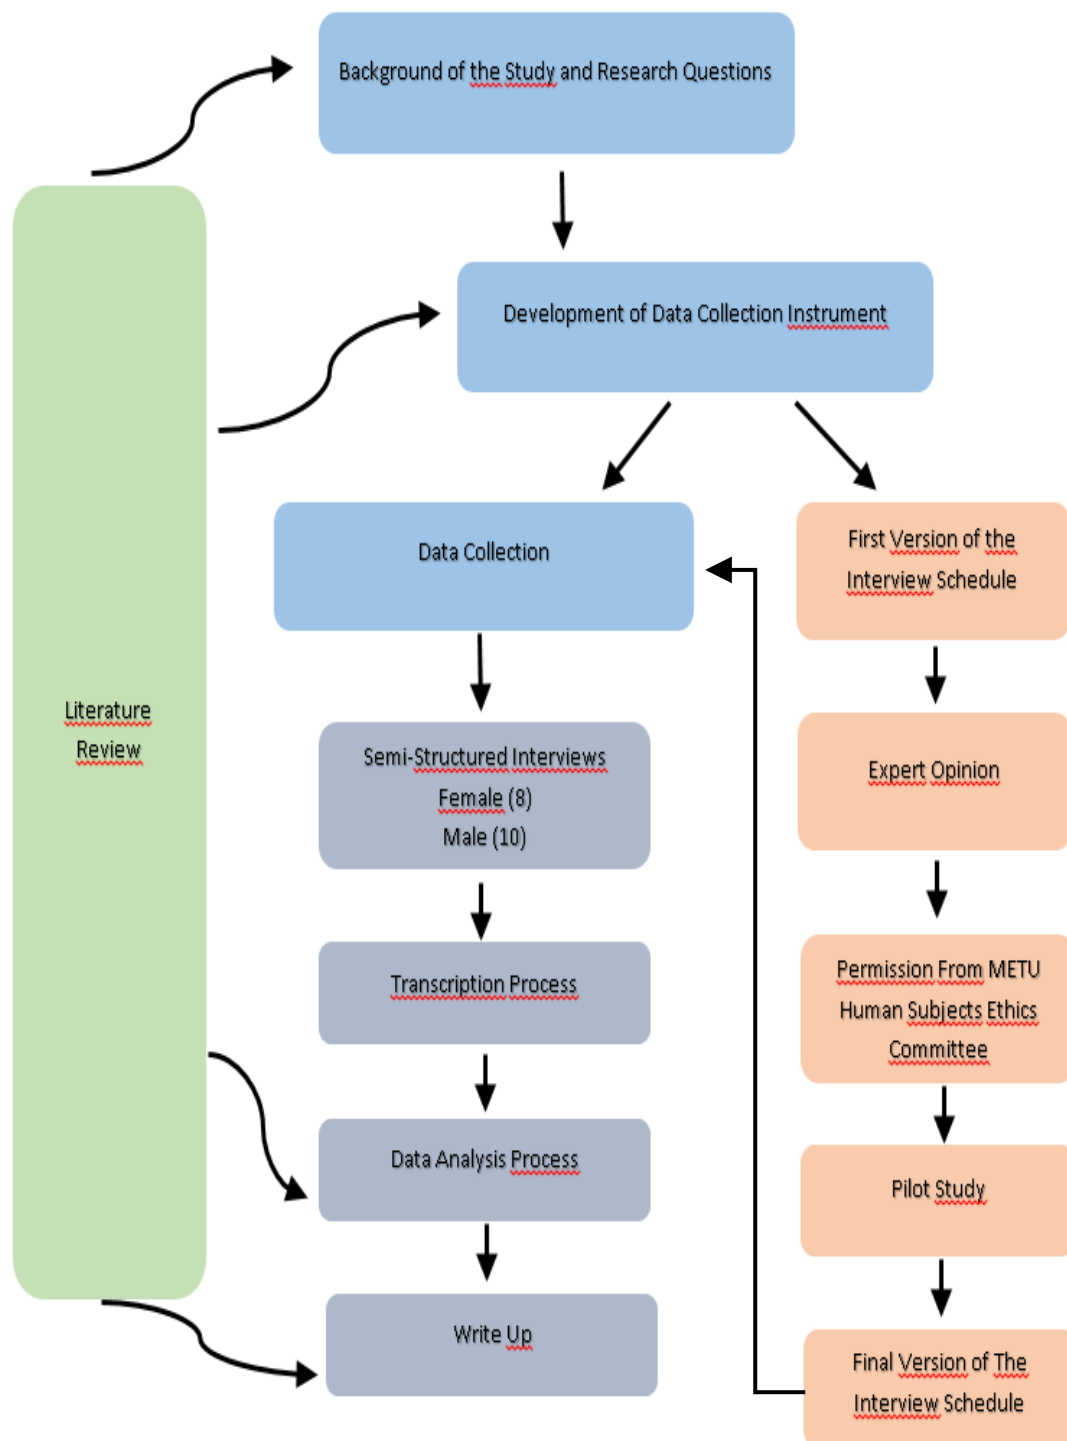 Background of the Study and Research Questions
Development of Data Collection Instrument
Data Collection
First Version of the
Interview Schedule
Literature
Review
Semi-Structured Interviews
Female (8)
Male (10)
Expert Opinion
Transcription Process
Permission From METU
Human Subjects Ethics
Committee
Data Analysis Process
Pilot Study
Write Up
Final Version of The
Interview Schedule